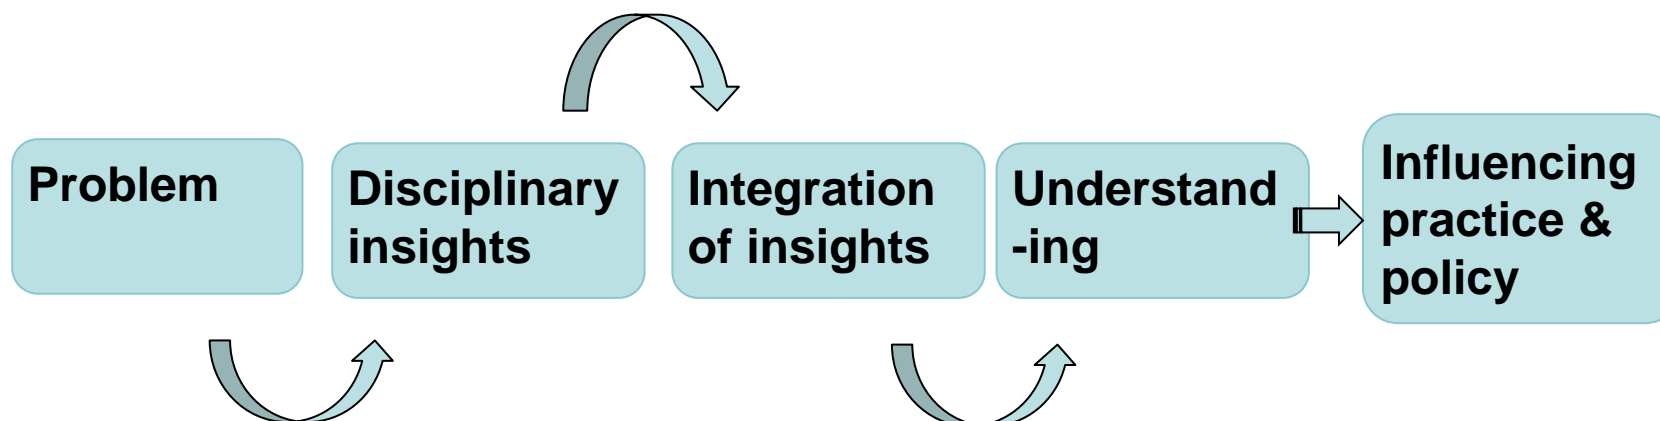 Problem
Disciplinary
insights
Integration
of insights
Understand
-ing
Influencing
practice &
policy